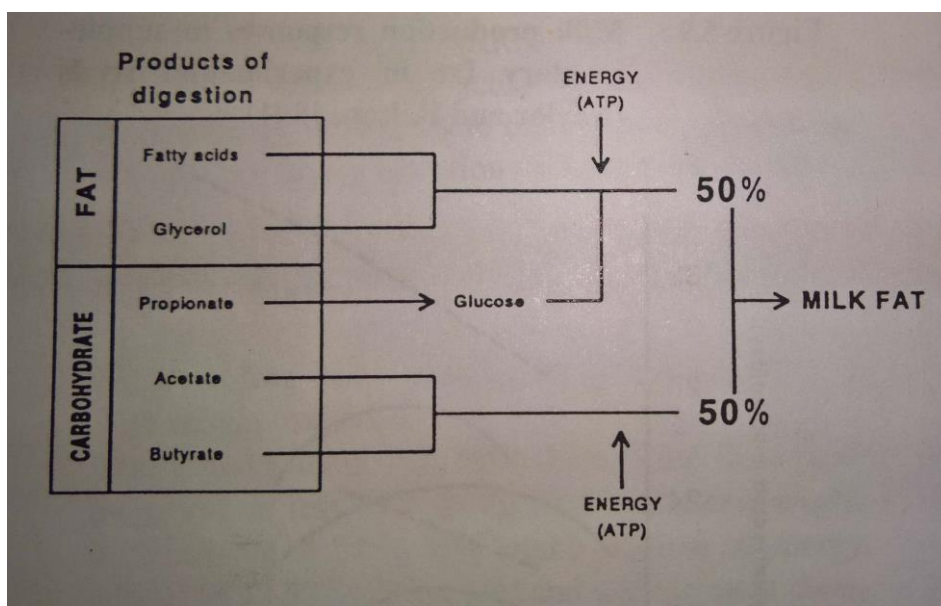 Products of
digestion
ENERGY
(ATP)
FAT
Fatty acids
Glycerol
50%
CARBOHYDRATE
Propionate
Glucose
MILK FAT
Acetate
Butyrate
50%
ENERGY
(ATP)